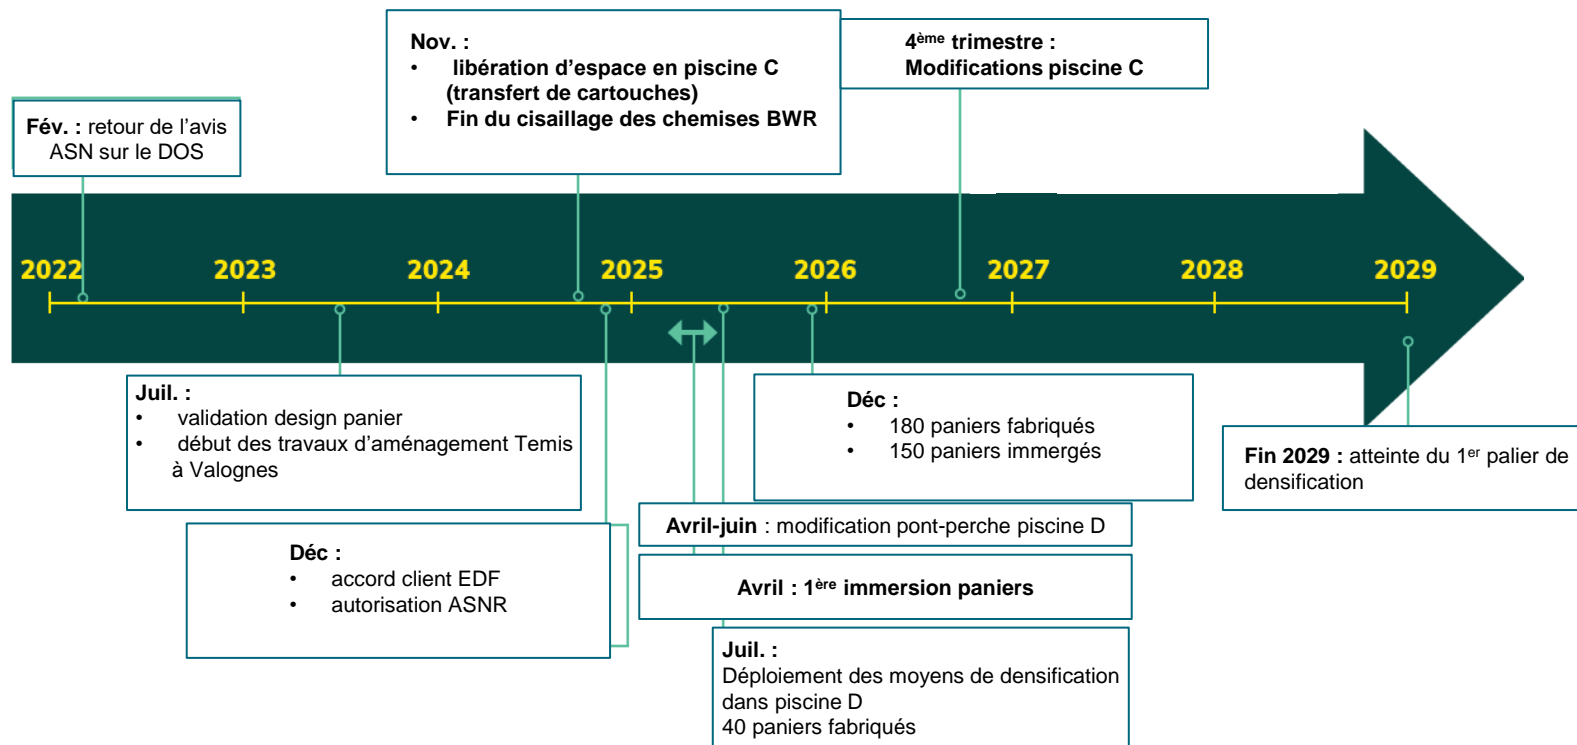 Nov. :
• libération d'espace en piscine C
(transfert de cartouches)
• Fin du cisaillage des chemises BWR
4ème trimestre :
Modifications piscine C
Fév. : retour de l'avis
ASN sur le DOS
2022
2023
2024
2025
2026
2027
2028
2029
Juil. :
• validation design panier
• début des travaux d'aménagement Temis
à Valognes
Déc :
• 180 paniers fabriqués
• 150 paniers immergés
Fin 2029 : atteinte du 1er palier de
densification
Déc :
• accord client EDF
• autorisation ASNR
Avril-juin : modification pont-perche piscine D
Avril : 1ère immersion paniers
Juil. :
Déploiement des moyens de densification
dans piscine D
40 paniers fabriqués